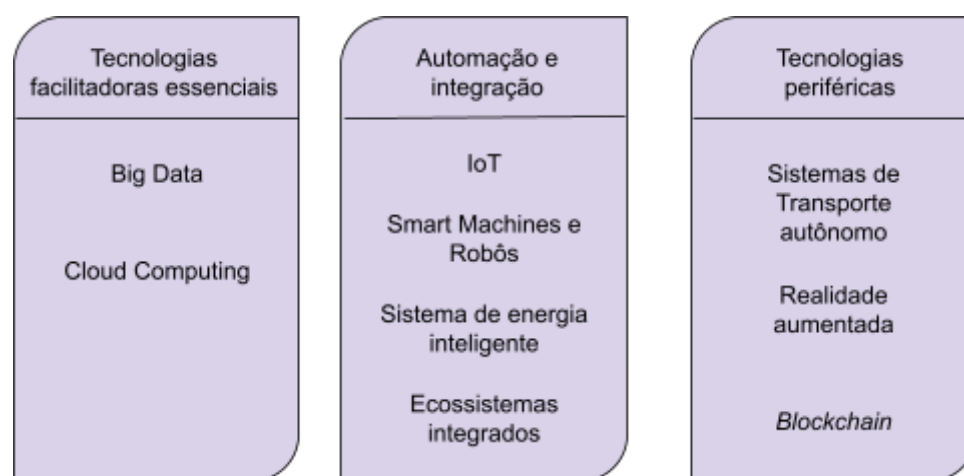 Tecnologias
facilitadoras essenciais
Big Data
Cloud Computing
Automação e
integração
IoT
Smart Machines e
Robôs
Sistema de energia
inteligente
Ecossistemas
integrados
Tecnologias
periféricas
Sistemas de
Transporte
autônomo
Realidade
aumentada
Blockchain